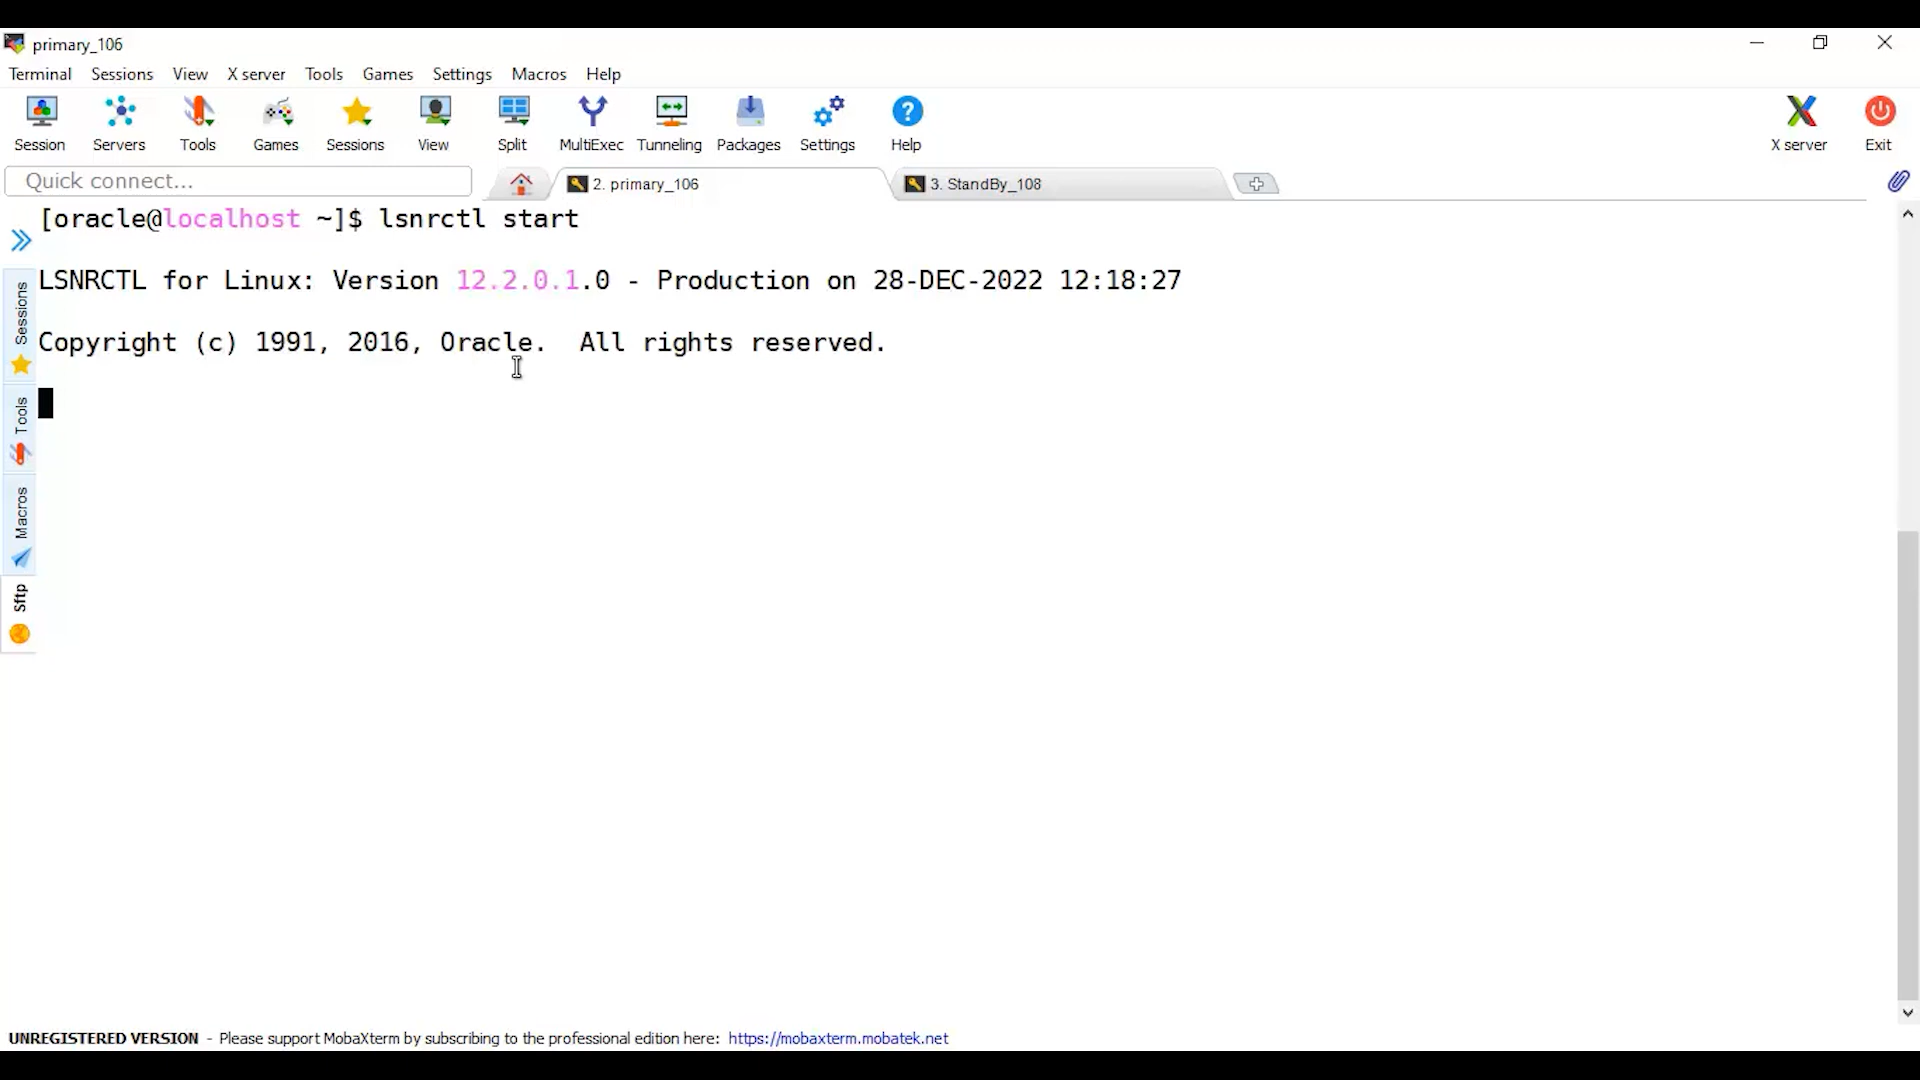 primary_106
Terminal Sessions View X server Tools Games Settings Macros Help
Session Servers Tools Games Sessions View Split MultiExec Tunneling Packages Settings Help X server Exit
Quick connect...
2. primary_106
3. StandBy_108
[oracle@localhost ~]$ lsnrctl start
LSNRCTL for Linux: Version 12.2.0.1.0 - Production on 28-DEC-2022 12:18:27
Copyright (c) 1991, 2016, Oracle.  All rights reserved.
Sessions
Tools
Macros
Sftp
UNREGISTERED VERSION - Please support MobaXterm by subscribing to the professional edition here: https://mobaxterm.mobatek.net